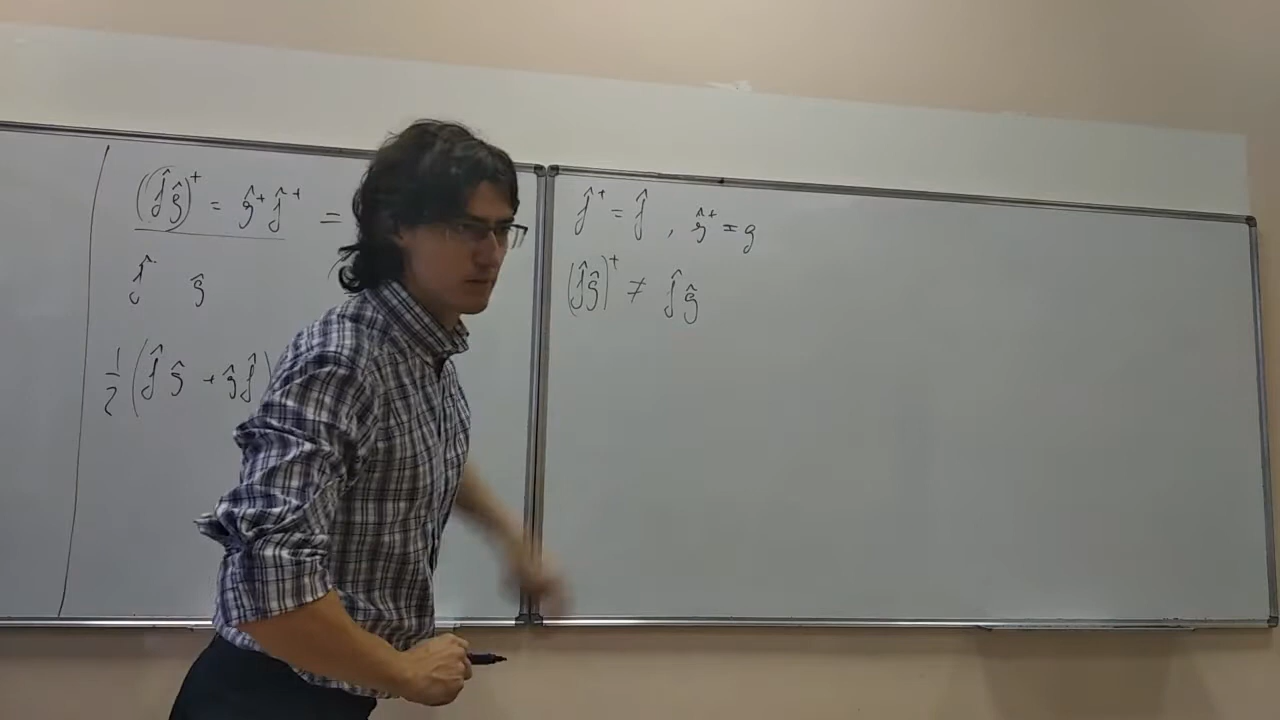 (f̂ĝ)⁺ = ĝ⁺f̂⁺ =
f̂ ĝ
1/2 (f̂ĝ + ĝf̂)
f̂⁺ = f̂ , ĝ⁺ = g
(f̂ĝ)⁺ ≠ f̂ĝ